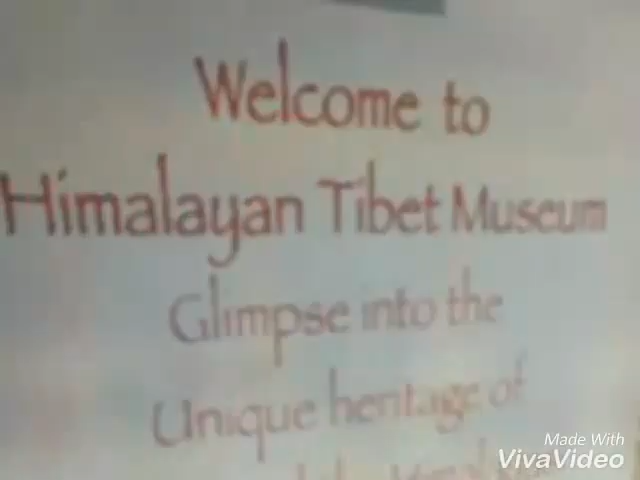 Welcome to
Himalayan Tibet Museum
Glimpse into the
Unique heritage of
Made With
VivaVideo